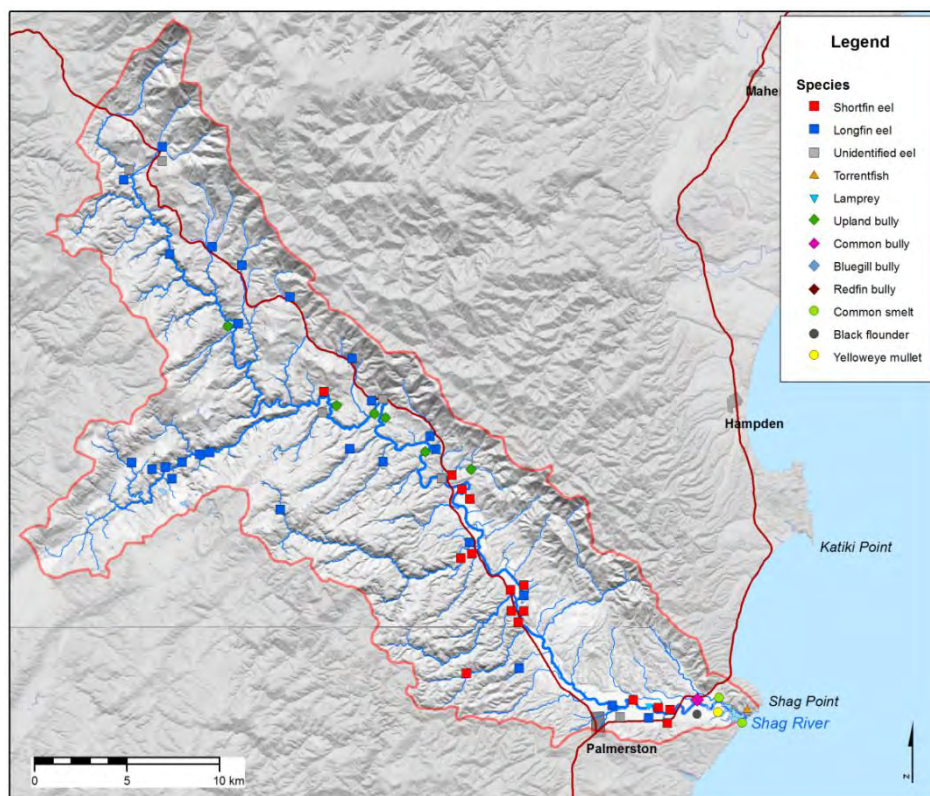 Legend
Species
Shortfin eel
Longfin eel
Unidentified eel
Torrentfish
Lamprey
Upland bully
Common bully
Bluegill bully
Redfin bully
Common smelt
Black flounder
Yelloweye mullet
Mahe
Hampden
Katiki Point
Shag Point
Shag River
Palmerston
0 5 10 km
N